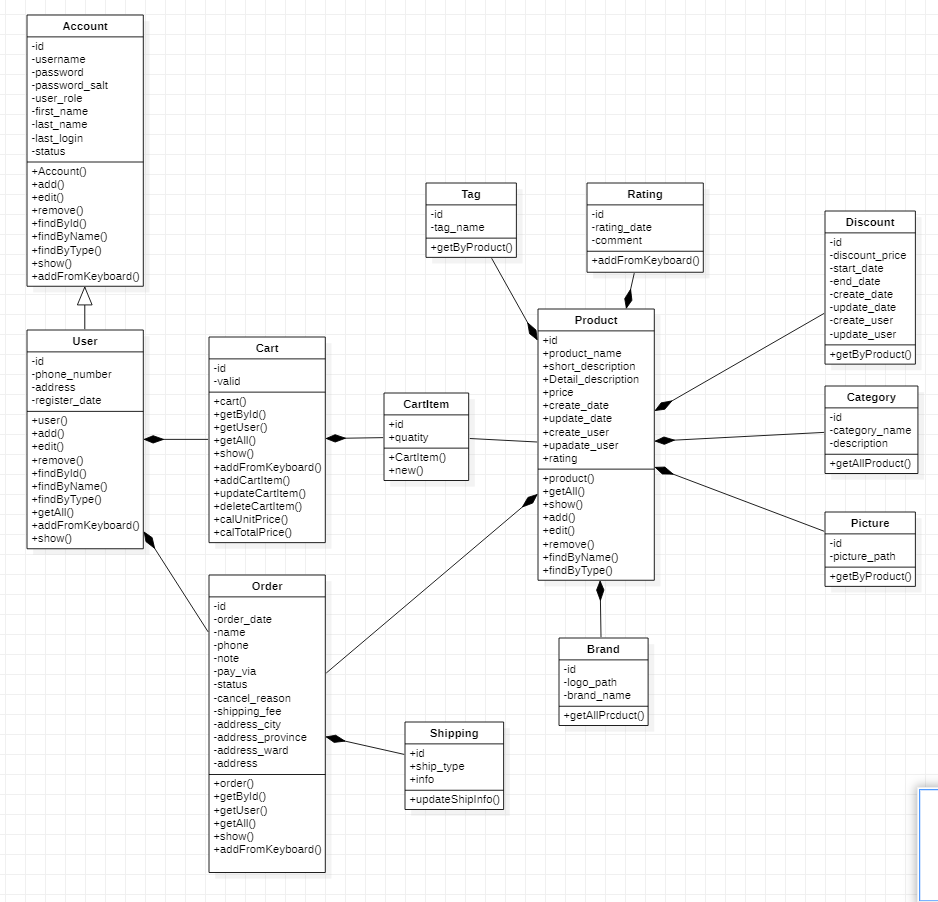 Account
-id
-username
-password
-password_salt
-user_role
-first_name
-last_name
-last_login
-status
+Account()
+add()
+edit()
+remove()
+findById()
+findByName()
+findByType()
+show()
+addFromKeyboard()
User
-id
-phone_number
-address
-register_date
+user()
+add()
+edit()
+remove()
+findById()
+findByName()
+findByType()
+getAll()
+addFromKeyboard()
+show()
Cart
-id
-valid
+cart()
+getById()
+getUser()
+getAll()
+show()
+addFromKeyboard()
+addCartItem()
+updateCartItem()
+deleteCartItem()
+calUnitPrice()
+calTotalPrice()
CartItem
+id
+quatity
+CartItem()
+new()
Order
-id
-order_date
-name
-phone
-note
-pay_via
-status
-cancel_reason
-shipping_fee
-address_city
-address_province
-address_ward
-address
+order()
+getById()
+getUser()
+getAll()
+show()
+addFromKeyboard()
Shipping
+id
+ship_type
+info
+updateShipInfo()
Tag
-id
-tag_name
+getByProduct()
Rating
-id
-rating_date
-comment
+addFromKeyboard()
Product
+id
+product_name
+short_description
+Detail_description
+price
+create_date
+update_date
+create_user
+upadate_user
+rating
+product()
+getAll()
+show()
+add()
+edit()
+remove()
+findByName()
+findByType()
Brand
-id
-logo_path
-brand_name
+getAllPrcduct()
Discount
-id
-discount_price
-start_date
-end_date
-create_date
-update_date
-create_user
-update_user
+getByProduct()
Category
-id
-category_name
-description
+getAllProduct()
Picture
-id
-picture_path
+getByProduct()